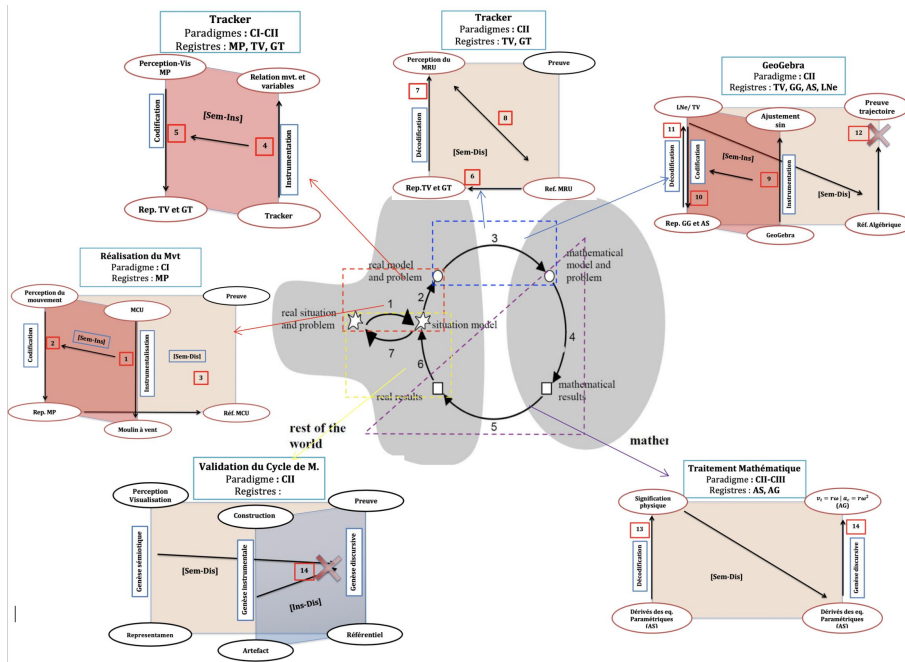 Tracker
Paradigmes : CI-CII
Registres : MP, TV, GT
Perception-Vis
MP
Relation mvt. et
variables
Codification
[Sem-Ins]
5
4
Instrumentation
Rep. TV et GT
Tracker
Tracker
Paradigme : CII
Registres : TV, GT
Perception du
MRU
Preuve
7
8
Décodification
[Sem-Dis]
6
Rep. TV et GT
Ref. MRU
GeoGebra
Paradigme : CII
Registres : TV, GG, AS, LNe
LNe/ TV
Ajustement
sin
Preuve
trajectoire
11
12
Décodification
Codification
[Sem-Ins]
9
Instrumentation
[Sem-Dis]
10
Rep. GG et AS
GeoGebra
Réf. Algébrique
Réalisation du Mvt
Paradigme : CI
Registres : MP
Perception du
mouvement
MCU
Preuve
Codification
2
[Sem-Ins]
1
Instrumentalisation
[Sem-Dis]
3
Rep. MP
Moulin à vent
Réf. MCU
real model
and problem
3
mathematical
model and
problem
real situation
and problem
1
2
situation model
7
6
4
real results
mathematical
results
5
rest of the
world
mather
Validation du Cycle de M.
Paradigme : CII
Registres :
Perception
Visualisation
Construction
Preuve
Genèse sémiotique
[Sem-Dis]
Genèse instrumentale
14
[Ins-Dis]
Genèse discursive
Representamen
Artefact
Référentiel
Traitement Mathématique
Paradigme : CII-CIII
Registres : AS, AG
Signification
physique
vₜ = rω | aₓ = rω²
(AG)
13
14
Décodification
[Sem-Dis]
Genèse discursive
Dérivés des eq.
Paramétriques
(AS)
Dérivés des eq.
Paramétriques
(AS)